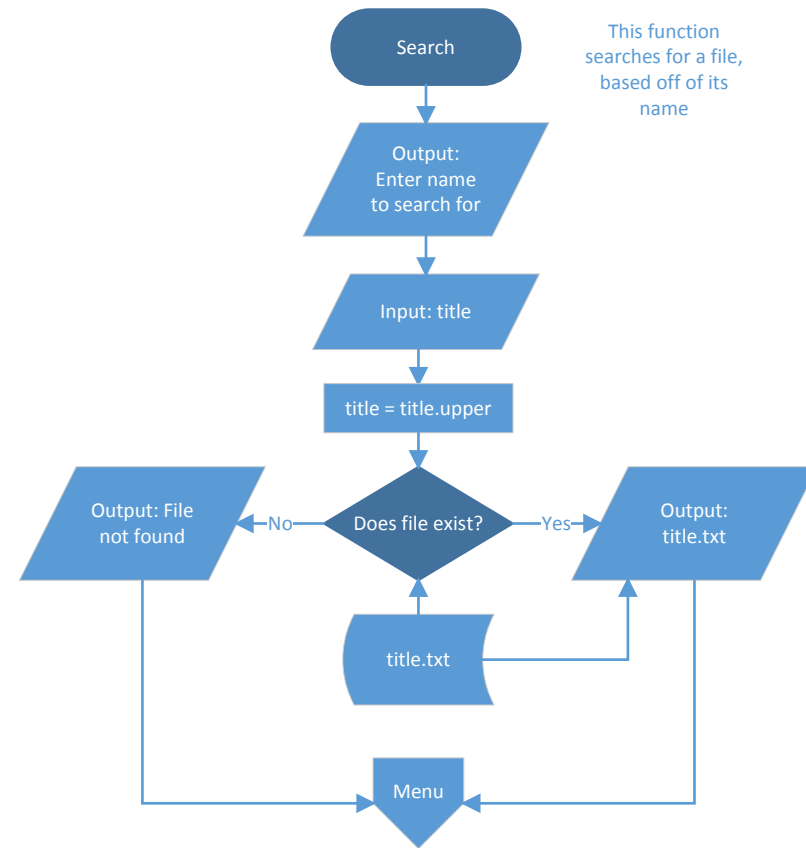 Search
This function
searches for a file,
based off of its
name
Output:
Enter name
to search for
Input: title
title = title.upper
Output: File
not found
No
Does file exist?
Yes
Output:
title.txt
title.txt
Menu